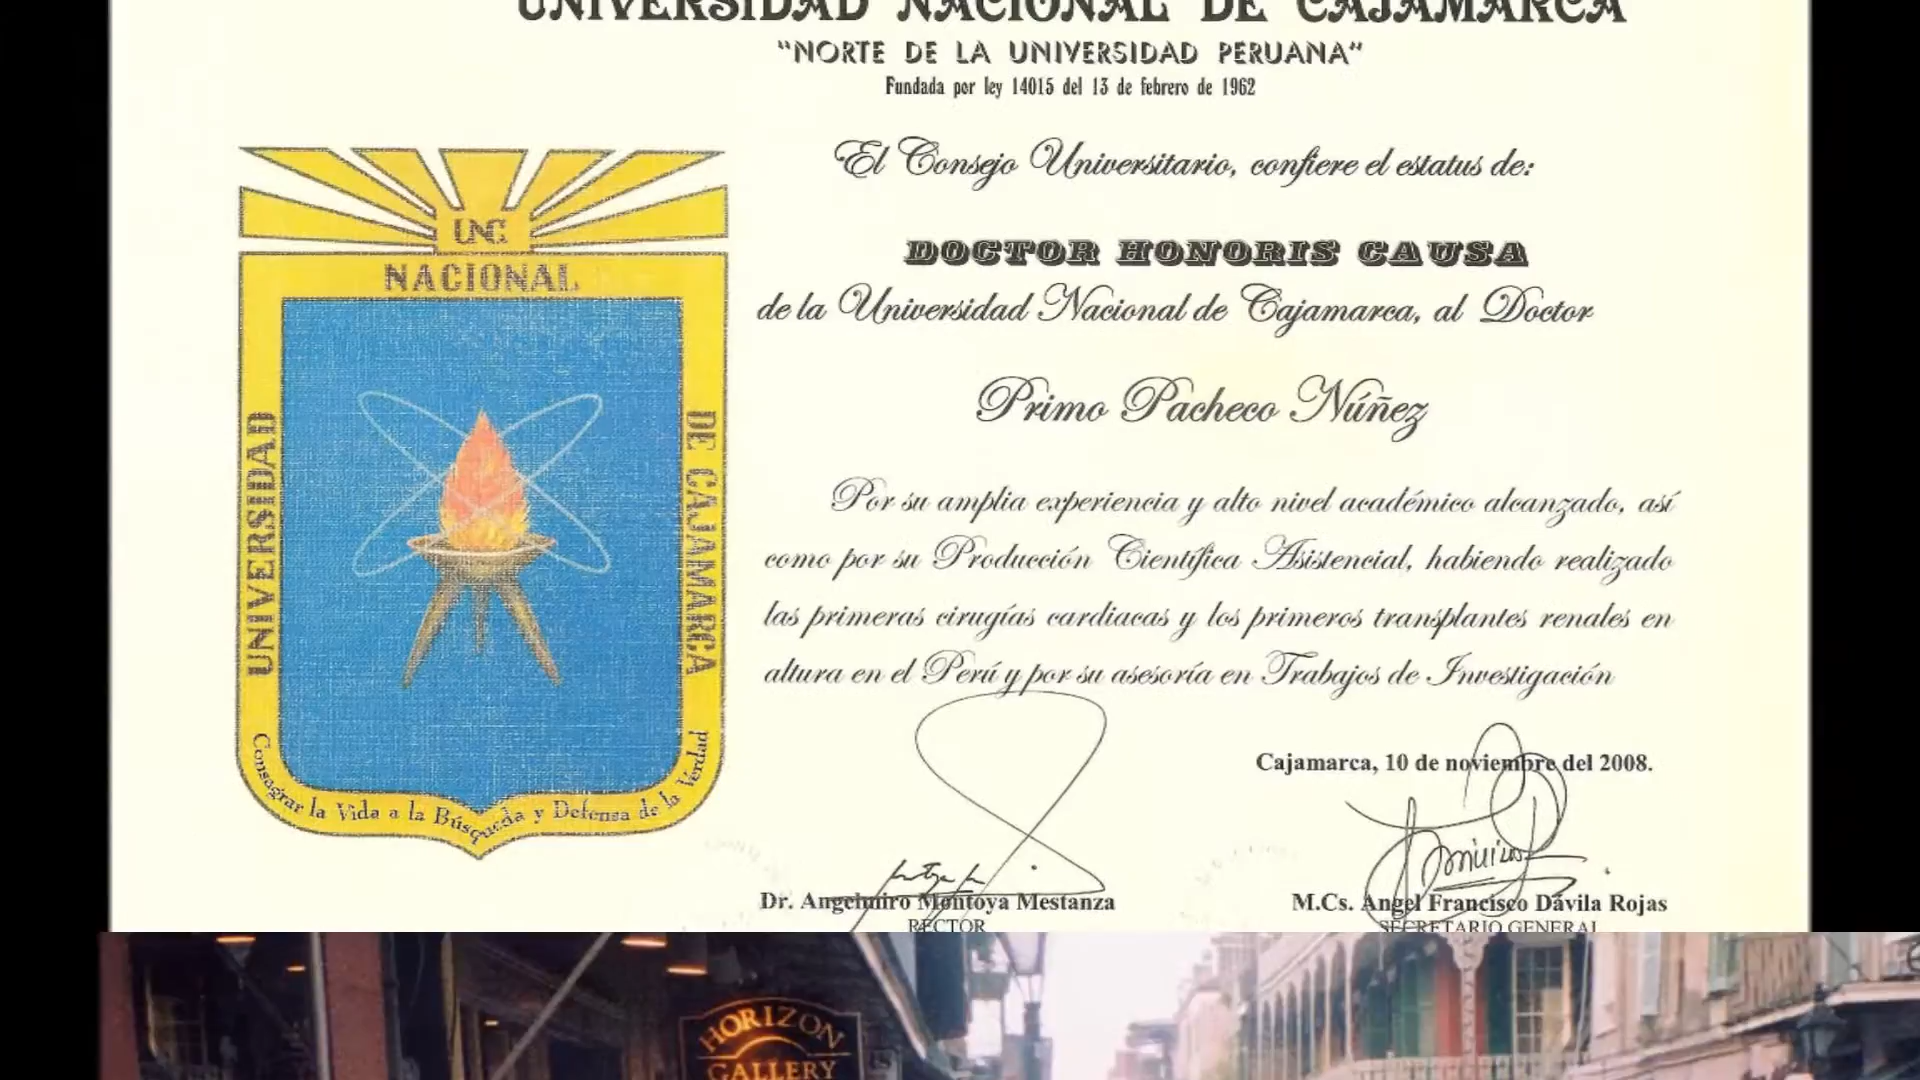 UNIVERSIDAD NACIONAL DE CAJAMARCA
"NORTE DE LA UNIVERSIDAD PERUANA"
Fundada por ley 14015 del 13 de febrero de 1962
El Consejo Universitario, confiere el estatus de:
DOCTOR HONORIS CAUSA
de la Universidad Nacional de Cajamarca, al Doctor
Primo Pacheco Núñez
Por su amplia experiencia y alto nivel académico alcanzado, así
como por su Producción Científica Asistencial, habiendo realizado
las primeras cirugías cardiacas y los primeros transplantes renales en
altura en el Perú y por su asesoría en Trabajos de Investigación
Cajamarca, 10 de noviembre del 2008.
Dr. Angelmiro Montoya Mestanza
RECTOR
M.Cs. Angel Francisco Dávila Rojas
SECRETARIO GENERAL
UNC
NACIONAL
UNIVERSIDAD
DE CAJAMARCA
Consagrar la Vida a la Búsqueda y Defensa de la Verdad
HORIZON
GALLERY